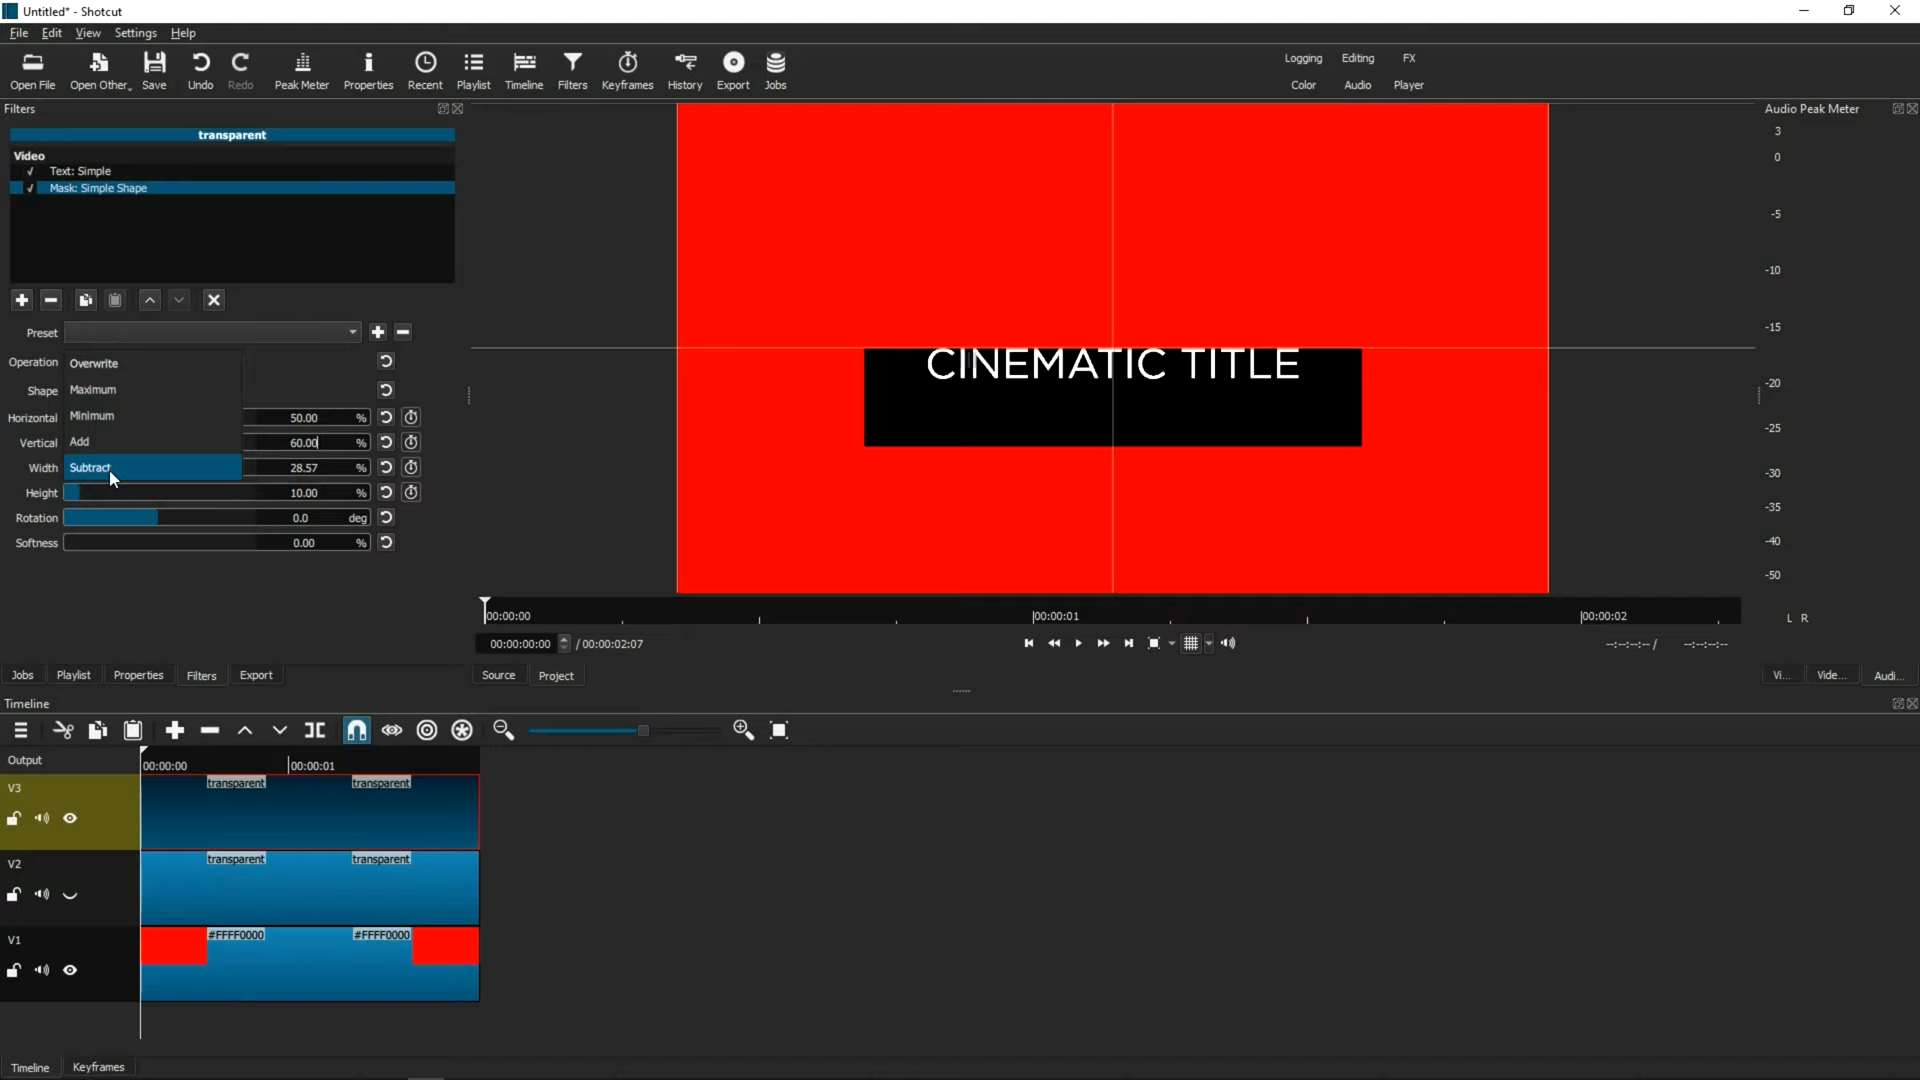 Untitled* - Shotcut
File Edit View Settings Help
Open File Open Other... Save Undo Redo Peak Meter Properties Recent Playlist Timeline Filters Keyframes History Export Jobs
Logging Editing FX
Color Audio Player
Filters
Audio Peak Meter
transparent
Video
✓ Text: Simple
✓ Mask: Simple Shape
Preset
Operation Overwrite
Shape Maximum
Minimum
Horizontal 50.00 %
Add
Vertical 60.00 %
Subtract
Width 28.57 %
Height 10.00 %
Rotation 0.0 deg
Softness 0.00 %
CINEMATIC TITLE
3
0
-5
-10
-15
-20
-25
-30
-35
-40
-50
L R
00:00:00 00:00:01 00:00:02
00:00:00:00 / 00:00:02:07
--:--:--:-- / --:--:--:--
Jobs Playlist Properties Filters Export
Source Project
Vi... Vide... Audi...
Timeline
Output
00:00:00 00:00:01
V3
transparent transparent
V2
transparent transparent
V1
#FFFF0000 #FFFF0000
Timeline Keyframes